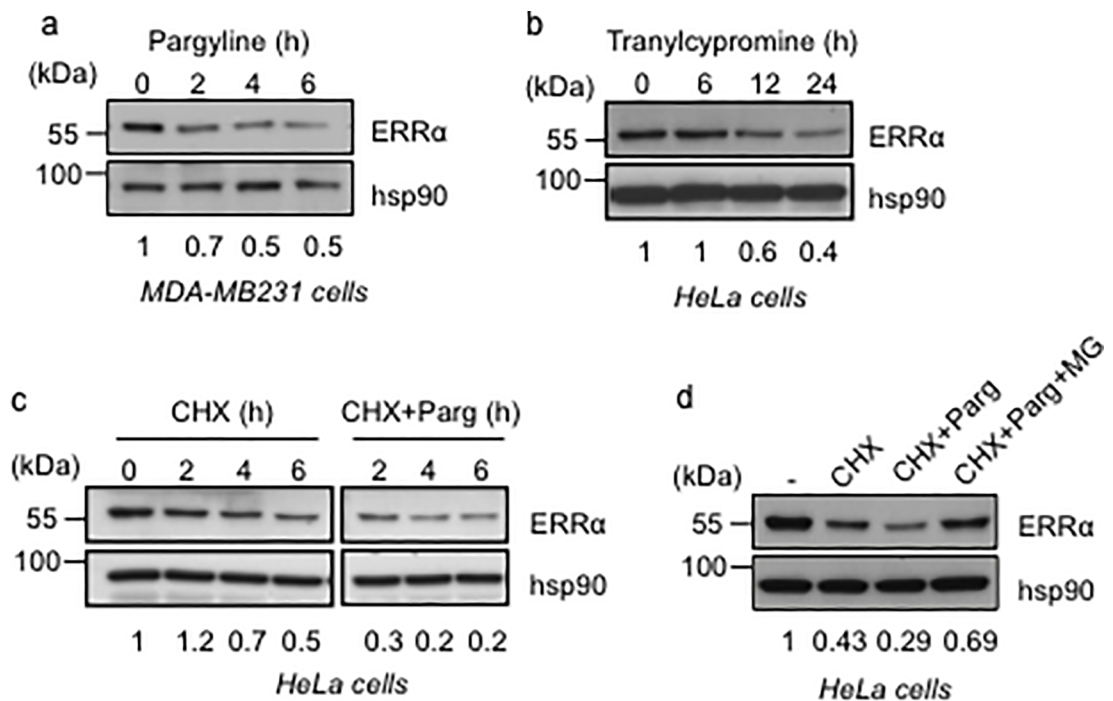 a
Pargyline (h)
(kDa)
0 2 4 6
55
ERRα
100
hsp90
1 0.7 0.5 0.5
MDA-MB231 cells
b
Tranylcypromine (h)
(kDa)
0 6 12 24
55
ERRα
100
hsp90
1 1 0.6 0.4
HeLa cells
c
CHX (h) CHX+Parg (h)
(kDa)
0 2 4 6 2 4 6
55
ERRα
100
hsp90
1 1.2 0.7 0.5 0.3 0.2 0.2
HeLa cells
d
(kDa)
- CHX CHX+Parg CHX+Parg+MG
55
ERRα
100
hsp90
1 0.43 0.29 0.69
HeLa cells